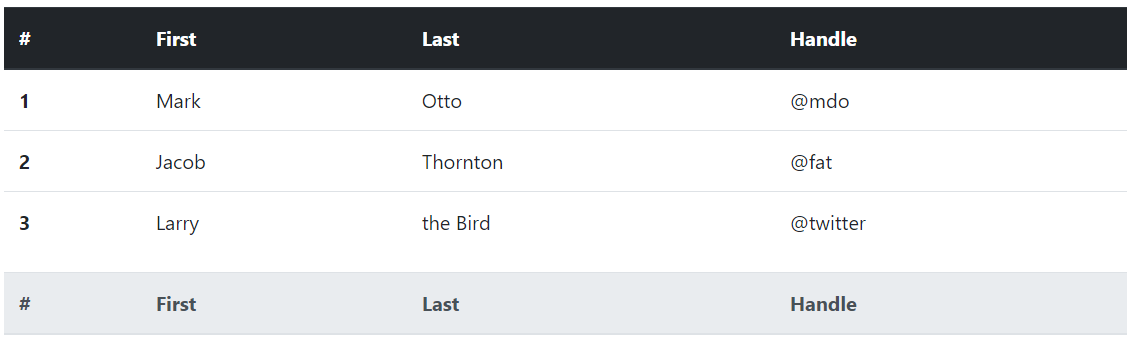 # First Last Handle
1 Mark Otto @mdo
2 Jacob Thornton @fat
3 Larry the Bird @twitter
# First Last Handle